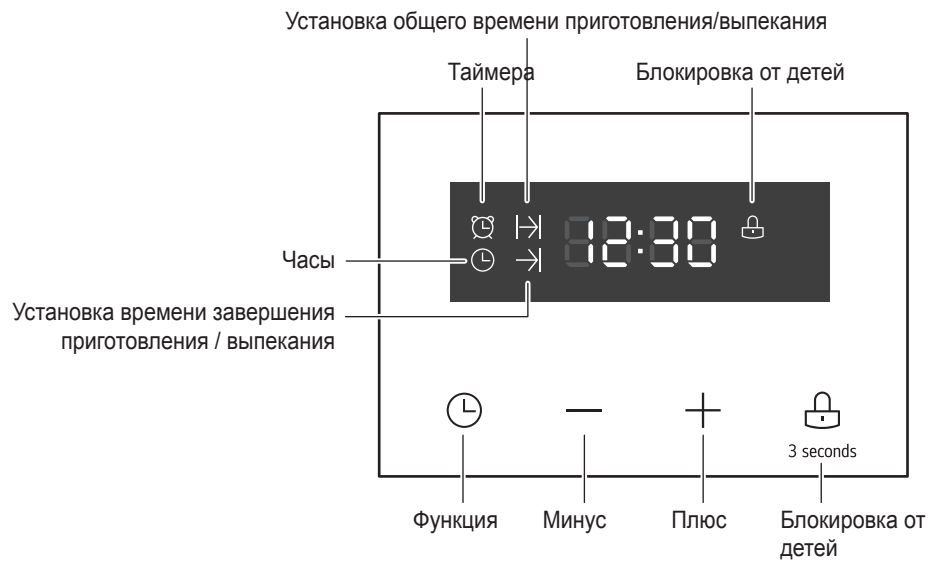 Установка общего времени приготовления/выпекания
Таймера
Блокировка от детей
12:30
Часы
Установка времени завершения
приготовления / выпекания
3 seconds
Функция
Минус
Плюс
Блокировка от
детей